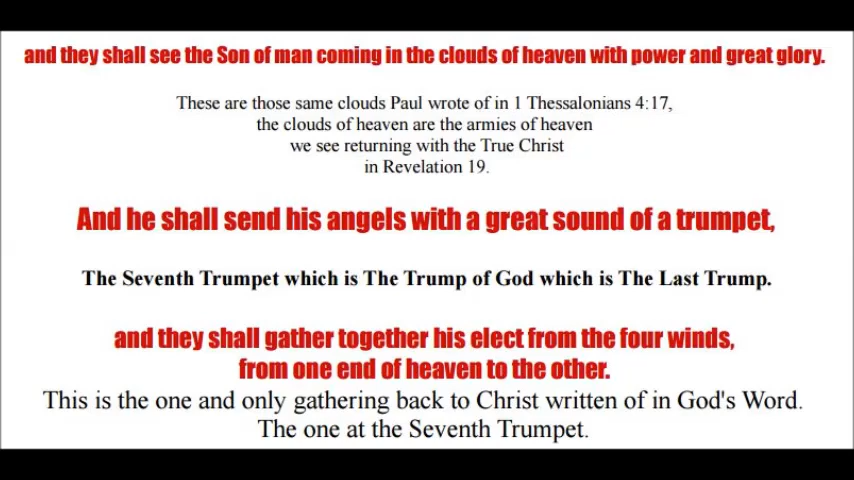 and they shall see the Son of man coming in the clouds of heaven with power and great glory.
These are those same clouds Paul wrote of in 1 Thessalonians 4:17,
the clouds of heaven are the armies of heaven
we see returning with the True Christ
in Revelation 19.
And he shall send his angels with a great sound of a trumpet,
The Seventh Trumpet which is The Trump of God which is The Last Trump.
and they shall gather together his elect from the four winds,
from one end of heaven to the other.
This is the one and only gathering back to Christ written of in God's Word.
The one at the Seventh Trumpet.